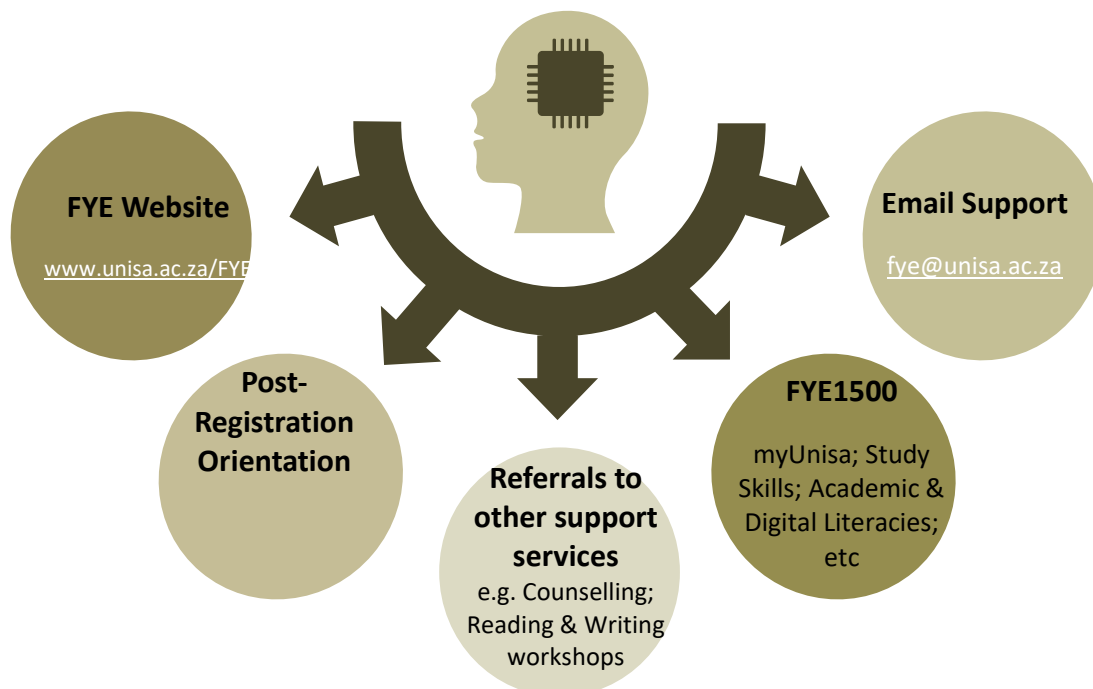 FYE Website
www.unisa.ac.za/FYE
Post-
Registration
Orientation
Referrals to
other support
services
e.g. Counselling;
Reading & Writing
workshops
FYE1500
myUnisa; Study
Skills; Academic &
Digital Literacies;
etc
Email Support
fye@unisa.ac.za